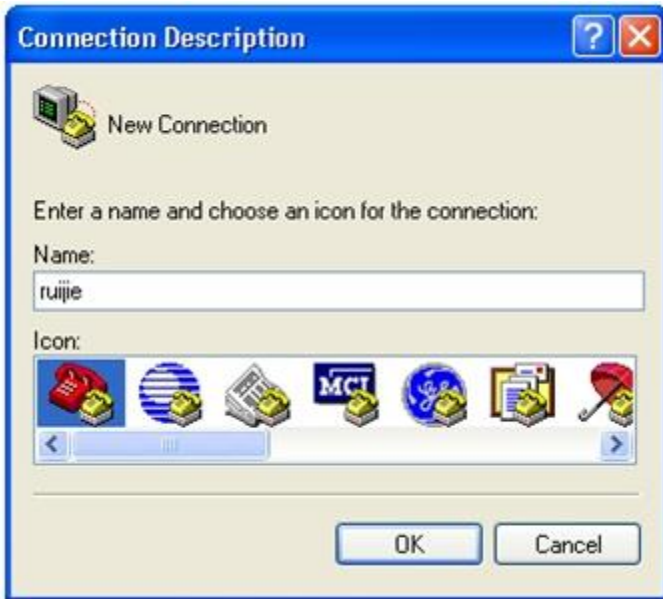 Connection Description
New Connection
Enter a name and choose an icon for the connection:
Name:
ruijie
Icon:
MCI
OK Cancel